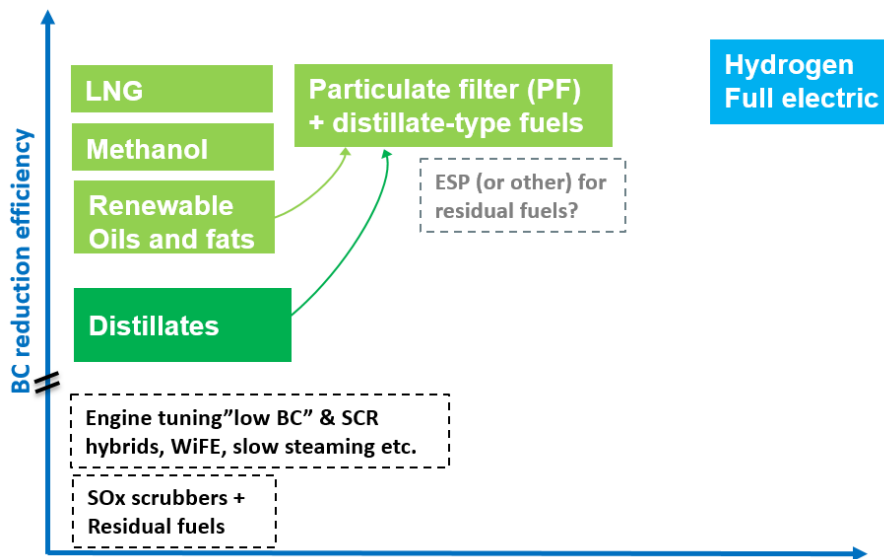 BC reduction efficiency
LNG
Methanol
Renewable
Oils and fats
Distillates
Particulate filter (PF)
+ distillate-type fuels
ESP (or other) for
residual fuels?
Hydrogen
Full electric
Engine tuning”low BC” & SCR
hybrids, WiFE, slow steaming etc.
SOx scrubbers +
Residual fuels